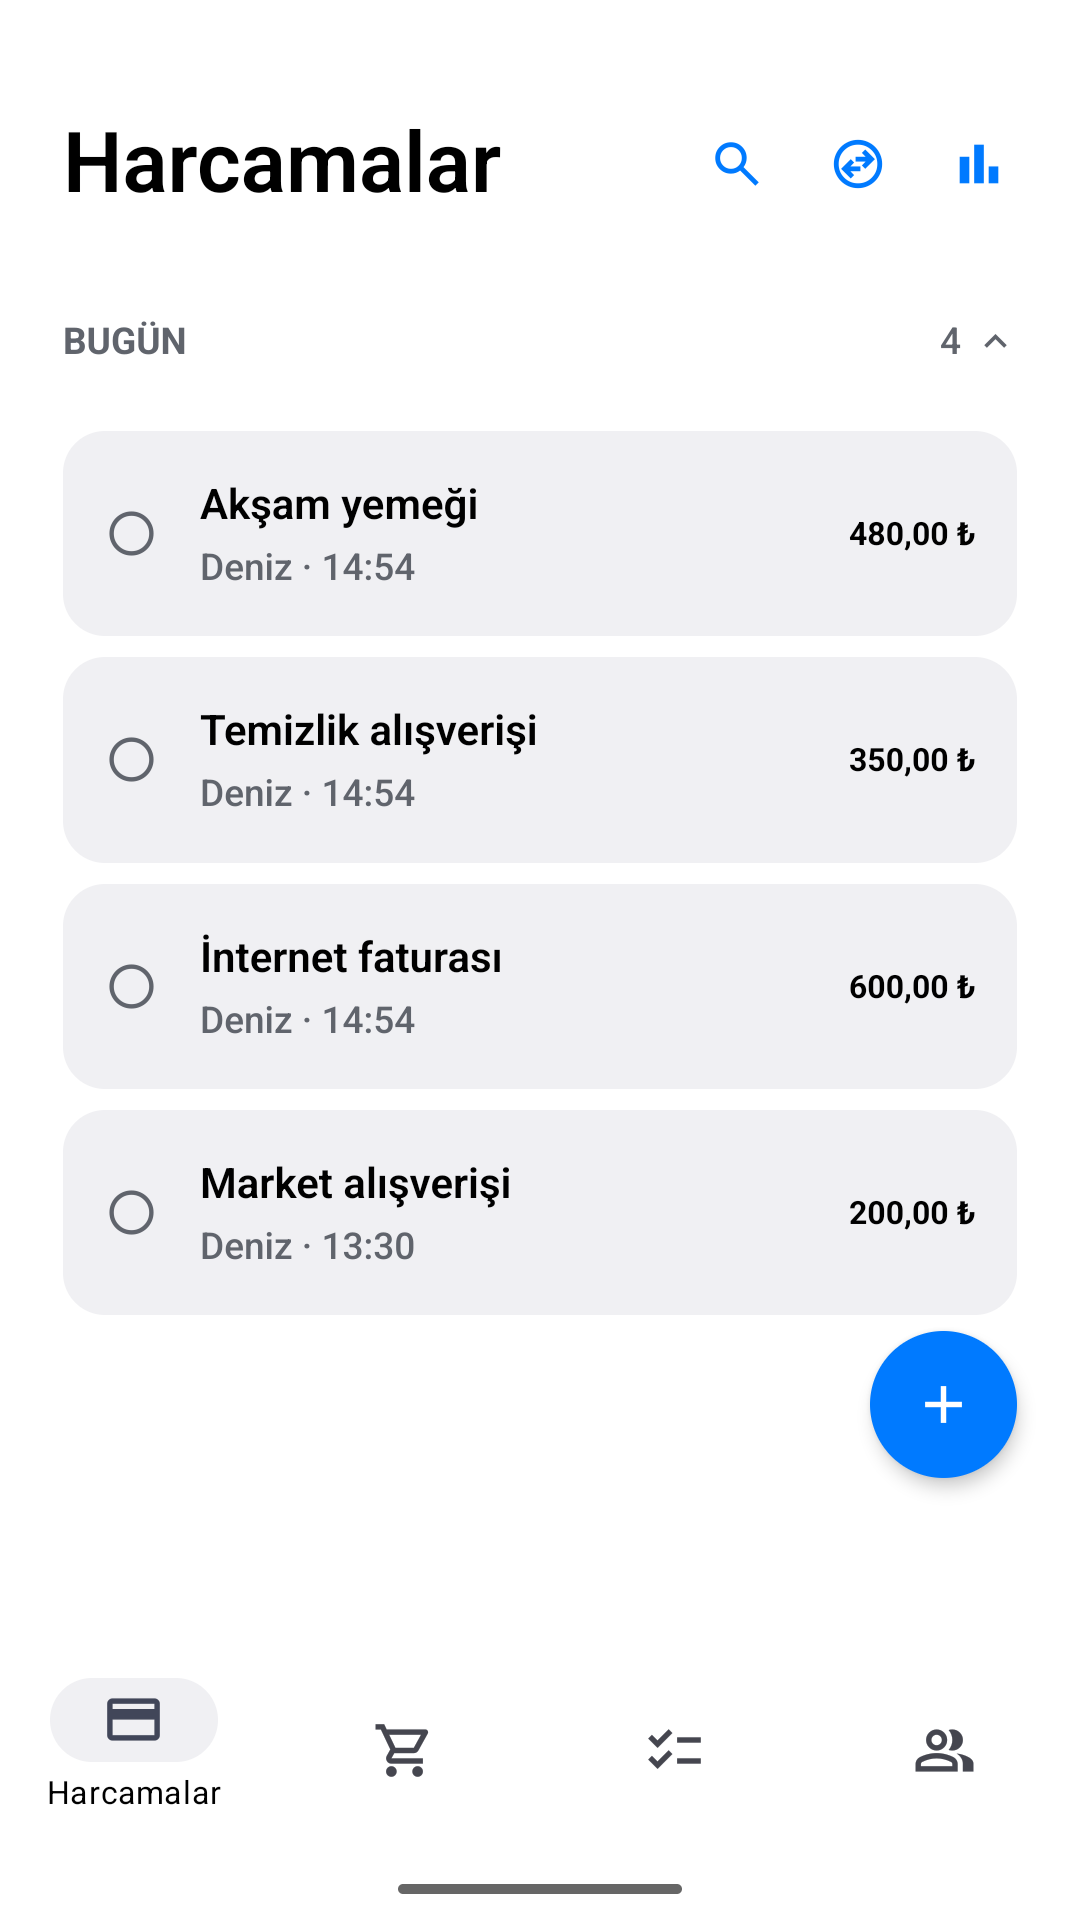 Harcamalar
BUGÜN 4
Akşam yemeği
Deniz · 14:54
480,00 ₺
Temizlik alışverişi
Deniz · 14:54
350,00 ₺
İnternet faturası
Deniz · 14:54
600,00 ₺
Market alışverişi
Deniz · 13:30
200,00 ₺
Harcamalar